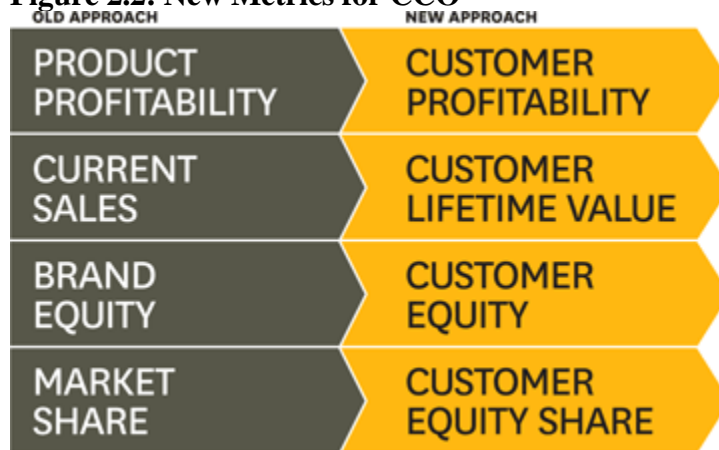 Figure 2.2: New Metrics for CCO
OLD APPROACH
NEW APPROACH
PRODUCT
PROFITABILITY
CUSTOMER
PROFITABILITY
CURRENT
SALES
CUSTOMER
LIFETIME VALUE
BRAND
EQUITY
CUSTOMER
EQUITY
MARKET
SHARE
CUSTOMER
EQUITY SHARE